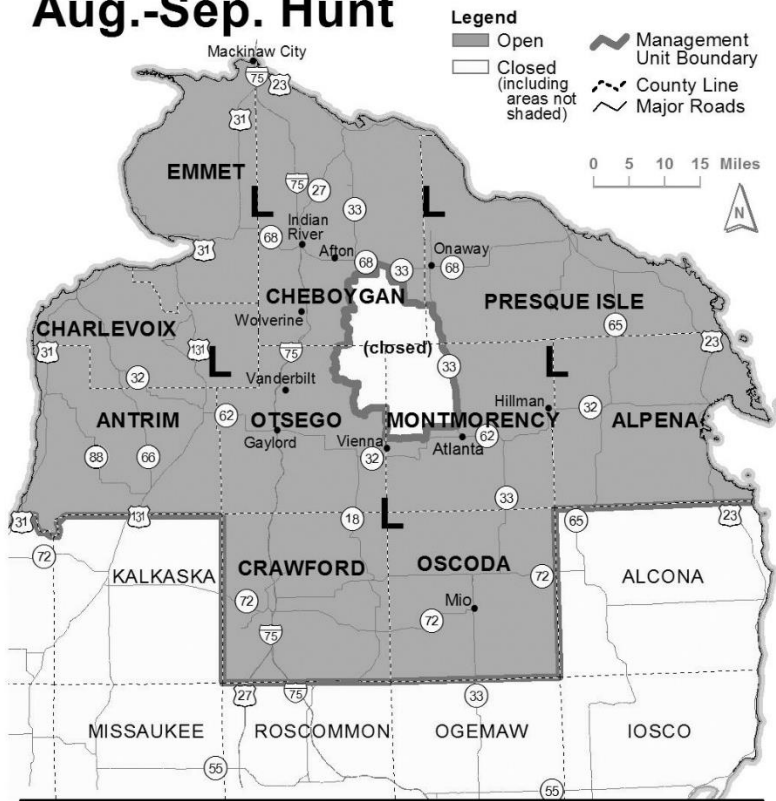 Aug.-Sep. Hunt
Legend
Open
Closed
(including
areas not
shaded)
Management
Unit Boundary
County Line
Major Roads
0 5 10 15 Miles
N
Mackinaw City
75
23
31
EMMET
75
27
33
L
L
Indian
River
68
31
Afton
68
33
Onaway
68
CHEBOYGAN
PRESQUE ISLE
Wolverine
65
CHARLEVOIX
31
131
75
(closed)
23
L
33
L
32
Vanderbilt
Hillman
32
ANTRIM
62
OTSEGO
MONTMORENCY
ALPENA
Gaylord
Vienna
62
Atlanta
88
66
32
33
31
131
18
L
65
23
72
KALKASKA
CRAWFORD
OSCODA
72
ALCONA
72
Mio
72
75
27
75
33
MISSAUKEE
ROSCOMMON
OGEMAW
IOSCO
55
55